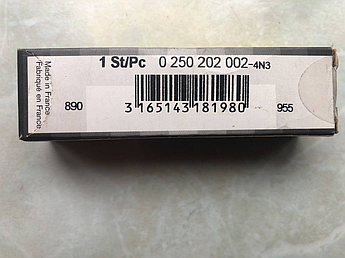 1 St/Pc 0 250 202 002-4N3
Made in France
Fabriqué en France
890
3 165143 181980
955